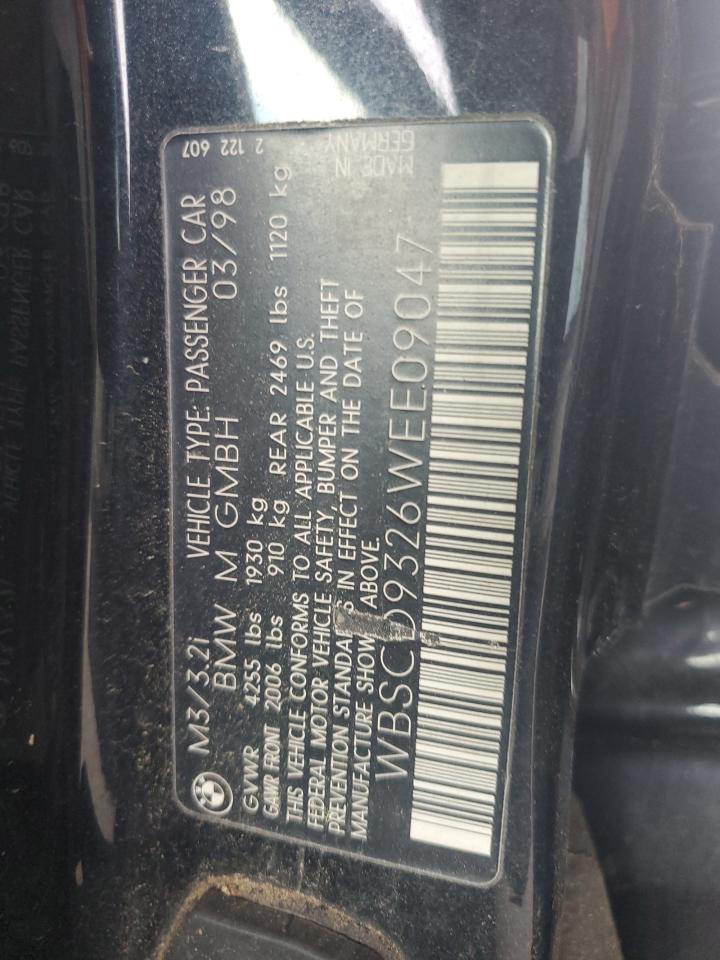 M3/3.2i VEHICLE TYPE: PASSENGER CAR
BMW M GMBH 03/98
GVWR 4255 lbs 1930 kg
GAWR FRONT 2006 lbs 910 kg REAR 2469 lbs 1120 kg
THIS VEHICLE CONFORMS TO ALL APPLICABLE U.S.
FEDERAL MOTOR VEHICLE SAFETY, BUMPER AND THEFT
PREVENTION IN EFFECT ON THE DATE OF
MANUFACTURE ABOVE.
WBSCD9326WEE09047
2 122 607
MADE IN
GERMANY